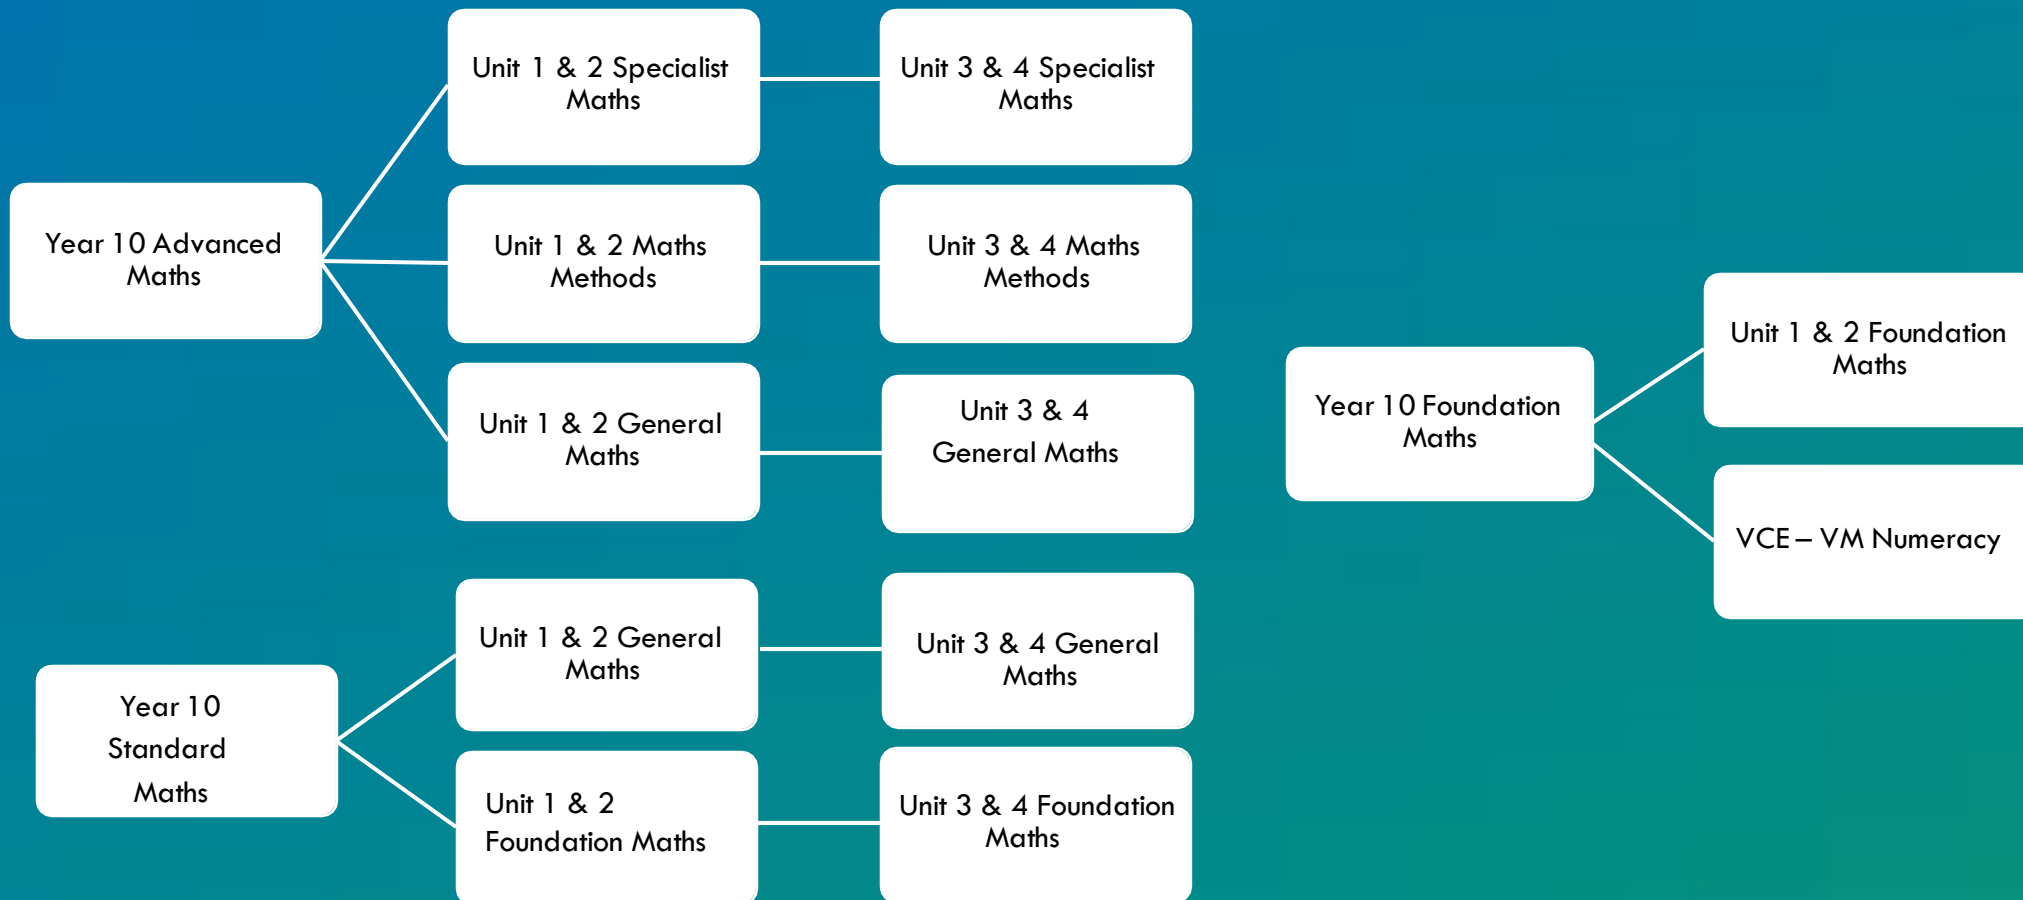 Year 10 Advanced
Maths
Unit 1 & 2 Specialist
Maths
Unit 3 & 4 Specialist
Maths
Unit 1 & 2 Maths
Methods
Unit 3 & 4 Maths
Methods
Unit 1 & 2 General
Maths
Unit 3 & 4
General Maths
Year 10
Standard
Maths
Unit 1 & 2 General
Maths
Unit 3 & 4 General
Maths
Unit 1 & 2
Foundation Maths
Unit 3 & 4 Foundation
Maths
Year 10 Foundation
Maths
Unit 1 & 2 Foundation
Maths
VCE – VM Numeracy